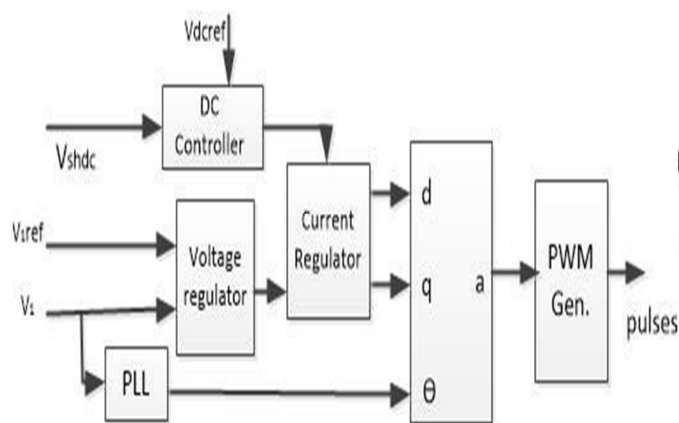 Vdcref
DC
Controller
Vshdc
V1ref
Voltage
regulator
Current
Regulator
V1
PLL
d
q
a
θ
PWM
Gen.
pulses